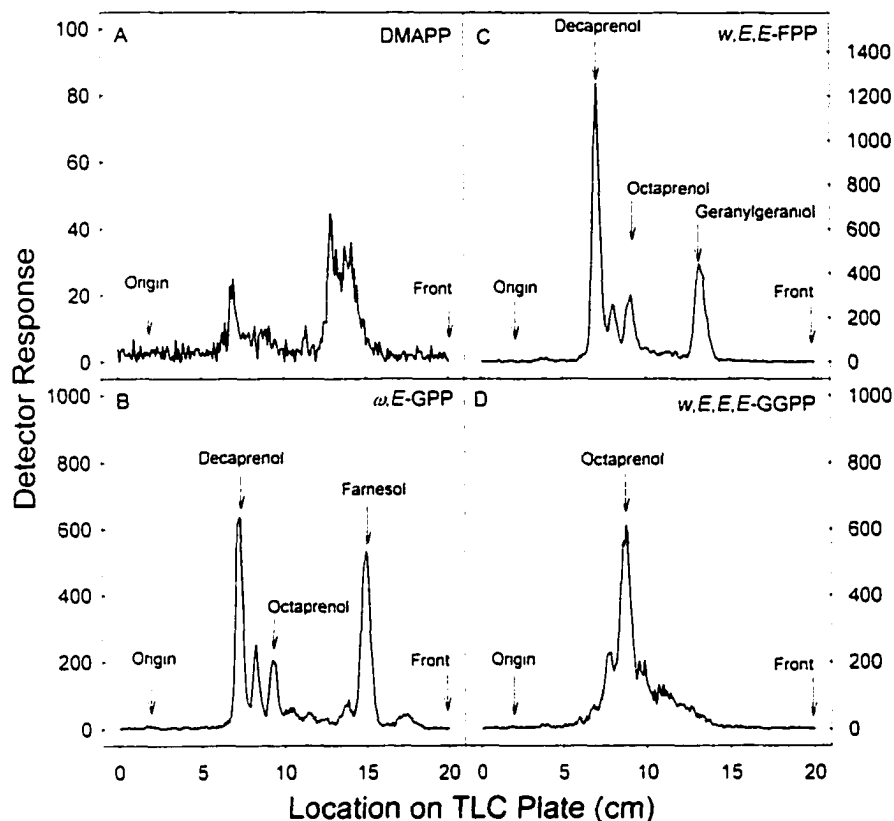 A
DMAPP
100
80
60
40
20
0
Origin
Front
C
w,E,E-FPP
Decaprenol
Octaprenol
Geranylgeraniol
Origin
Front
1400
1200
1000
800
600
400
200
0
Detector Response
B
ω,E-GPP
1000
800
600
400
200
0
Decaprenol
Farnesol
Octaprenol
Origin
Front
0 5 10 15 20
D
w,E,E,E-GGPP
Octaprenol
Origin
Front
1000
800
600
400
200
0
0 5 10 15 20
Location on TLC Plate (cm)